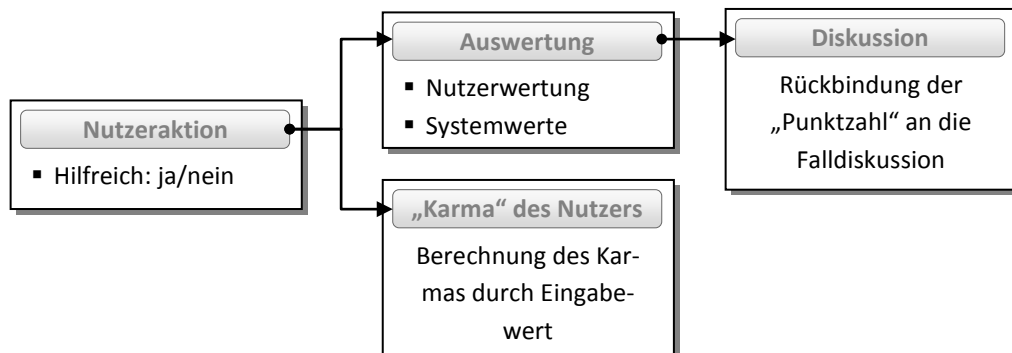 Nutzeraktion
▪ Hilfreich: ja/nein
Auswertung
▪ Nutzerwertung
▪ Systemwerte
„Karma“ des Nutzers
Berechnung des Kar-
mas durch Eingabe-
wert
Diskussion
Rückbindung der
„Punktzahl“ an die
Falldiskussion